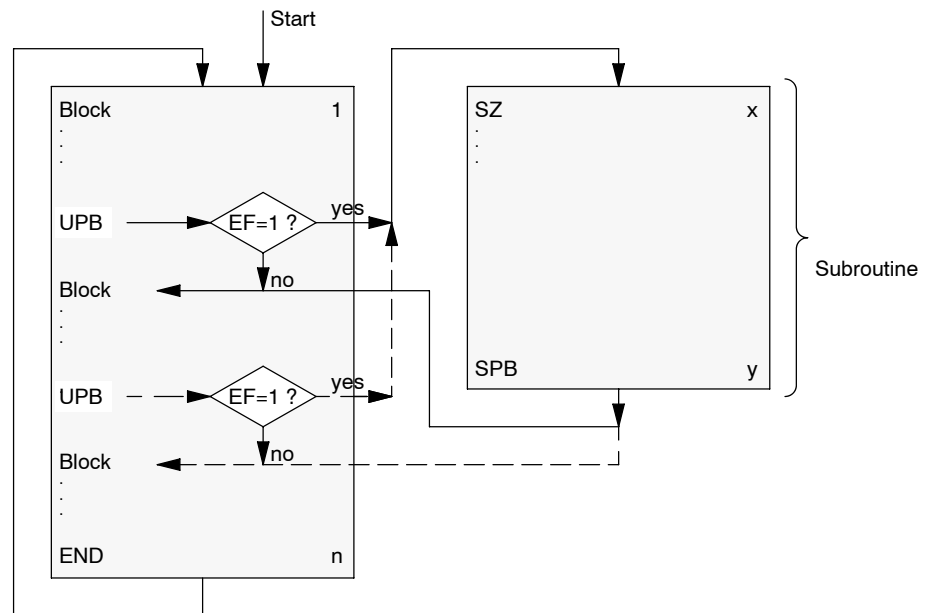 Start
Block 1
.
.
.
UPB EF=1 ? yes
no
Block
.
.
.
UPB EF=1 ? yes
no
Block
.
.
.
END n
SZ x
.
.
.
SPB y
Subroutine